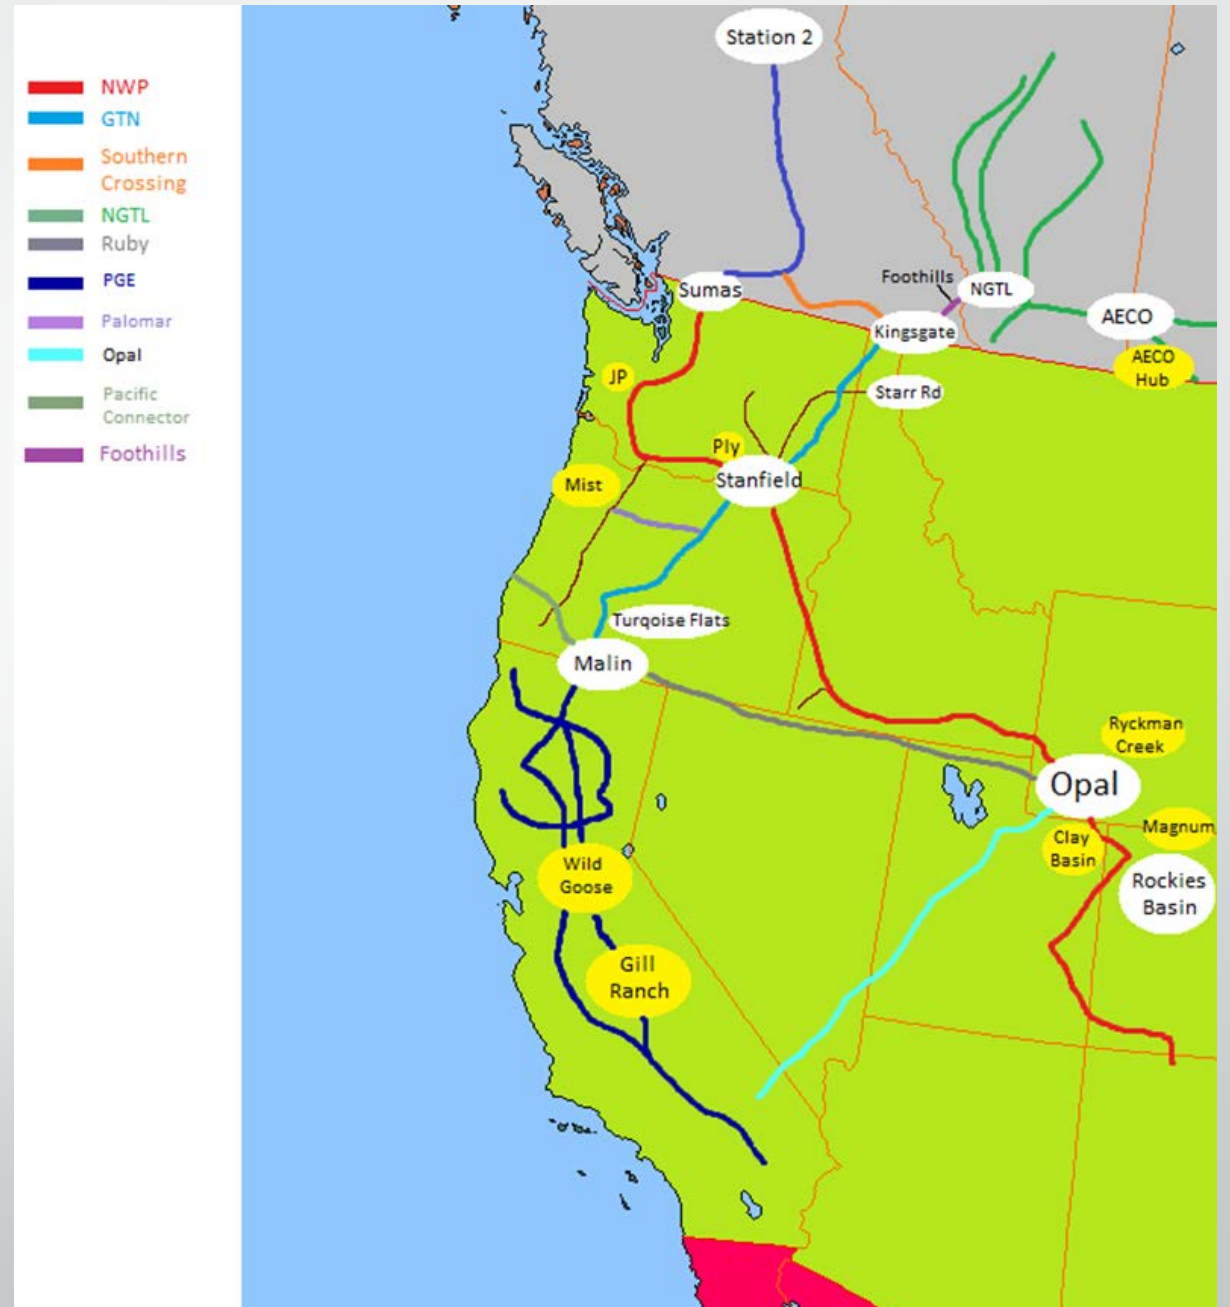 NWP
GTN
Southern
Crossing
NGTL
Ruby
PGE
Palomar
Opal
Pacific
Connector
Foothills
Station 2
Sumas
Foothills
NGTL
Kingsgate
AECO
AECO
Hub
JP
Starr Rd
Ply
Stanfield
Mist
Turqoise Flats
Malin
Ryckman
Creek
Opal
Clay
Basin
Magnum
Rockies
Basin
Wild
Goose
Gill
Ranch